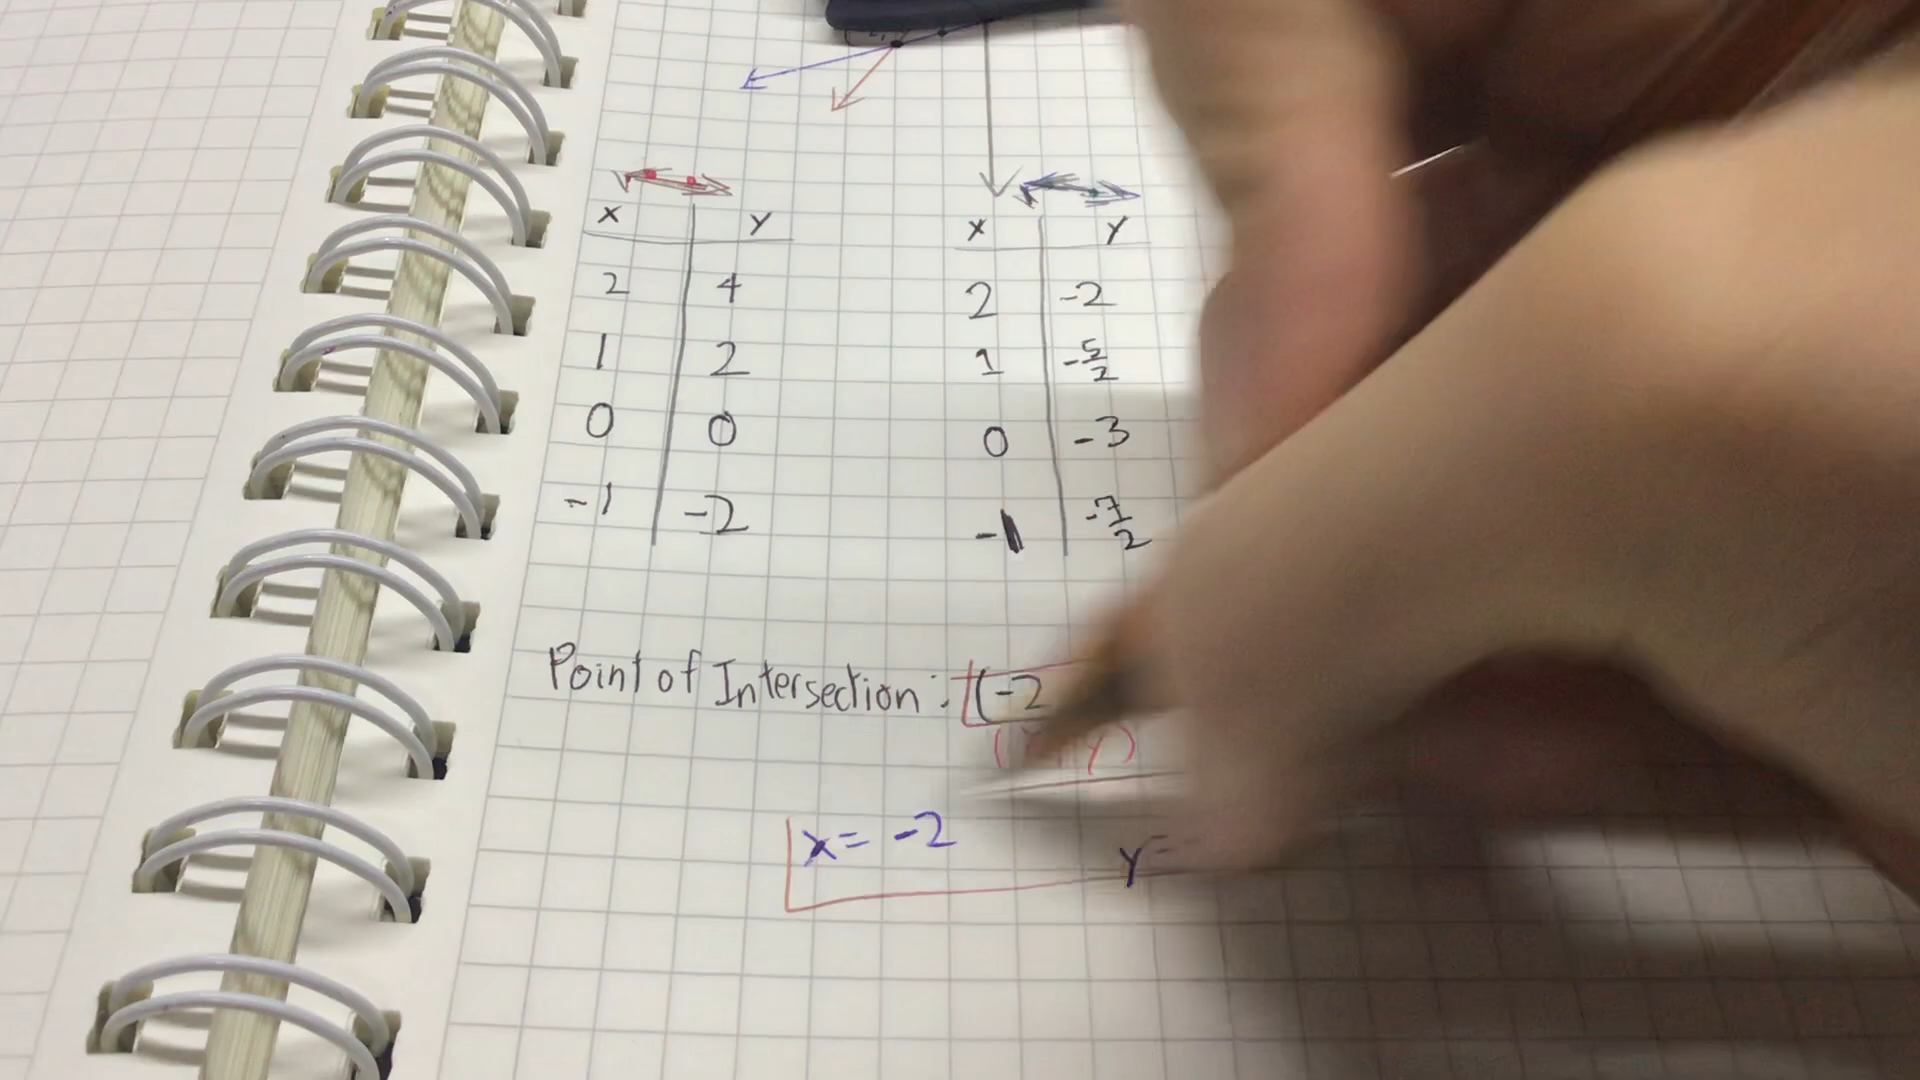 x y x y
2 4 2 -2
1 2 1 -5/2
0 0 0 -3
-1 -2 -1 -7/2
Point of Intersection : (-2
y)
x = -2 y =